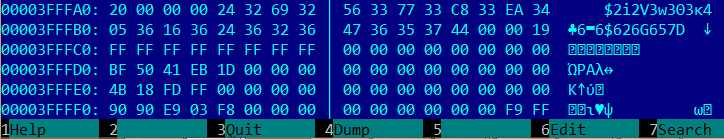 00003FFFA0: 20 00 00 00 24 32 69 32 56 33 77 33 C8 33 EA 34 $2i2V3w3Θ3κ4
00003FFFB0: 05 36 16 36 24 36 32 36 47 36 35 37 44 00 00 19 ♣6▬6$626G657D ↓
00003FFFC0: FF FF FF FF FF FF FF FF 00 00 00 00 00 00 00 00
00003FFFD0: BF 50 41 EB 1D 00 00 00 00 00 00 00 00 00 00 00 ΏPAλ↔
00003FFFE0: 4B 18 FD FF 00 00 00 00 00 00 00 00 00 00 00 00 K↑ύ
00003FFFF0: 90 90 E9 03 F8 00 00 00 00 00 00 00 00 00 F9 FF ι♥ψ ω
1Help 2 3Quit 4Dump 5 6Edit 7Search